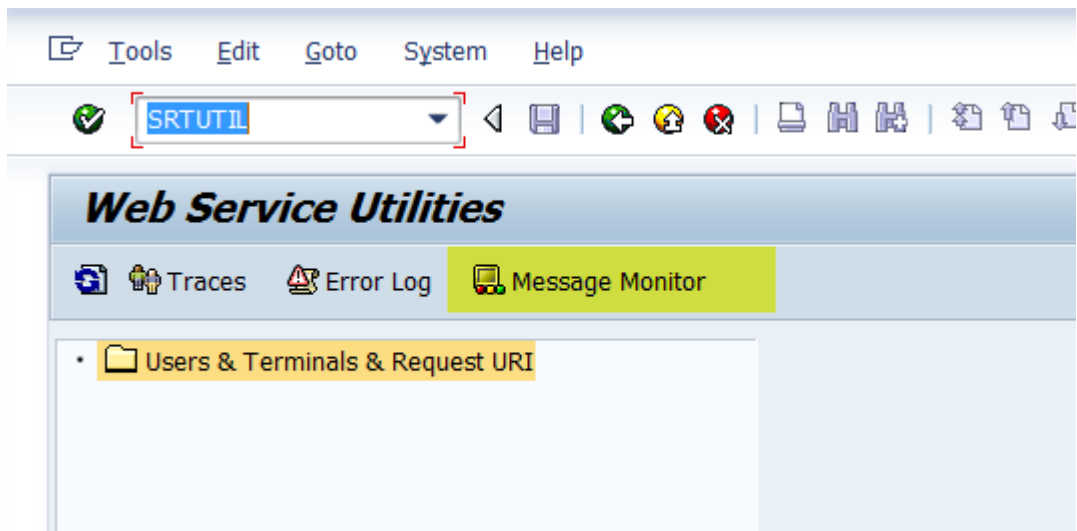 Tools Edit Goto System Help
SRTUTIL
Web Service Utilities
Traces Error Log Message Monitor
Users & Terminals & Request URI